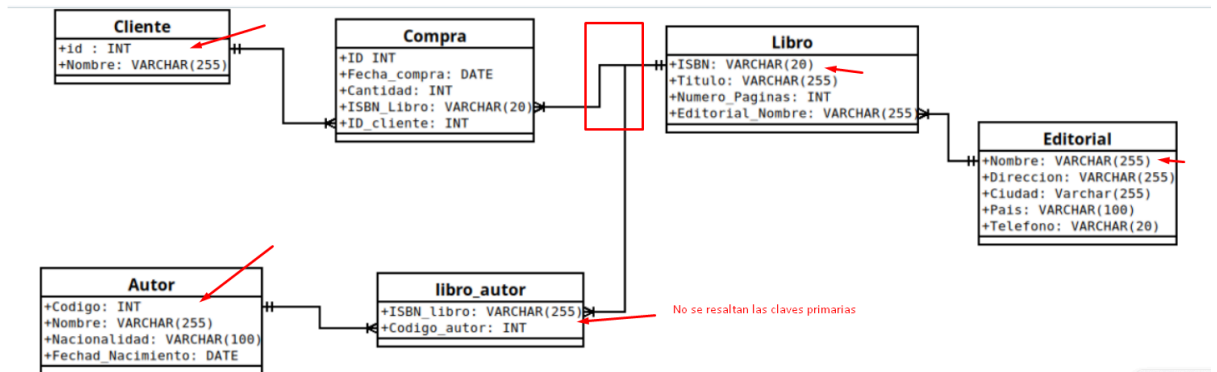 Cliente
+id : INT
+Nombre: VARCHAR(255)
Compra
+ID INT
+Fecha_compra: DATE
+Cantidad: INT
+ISBN_Libro: VARCHAR(20)
+ID_cliente: INT
Libro
+ISBN: VARCHAR(20)
+Titulo: VARCHAR(255)
+Numero_Paginas: INT
+Editorial_Nombre: VARCHAR(255)
Editorial
+Nombre: VARCHAR(255)
+Direccion: VARCHAR(255)
+Ciudad: Varchar(255)
+Pais: VARCHAR(100)
+Telefono: VARCHAR(20)
Autor
+Codigo: INT
+Nombre: VARCHAR(255)
+Nacionalidad: VARCHAR(100)
+Fechad_Nacimiento: DATE
libro_autor
+ISBN_libro: VARCHAR(255)
+Codigo_autor: INT
No se resaltan las claves primarias